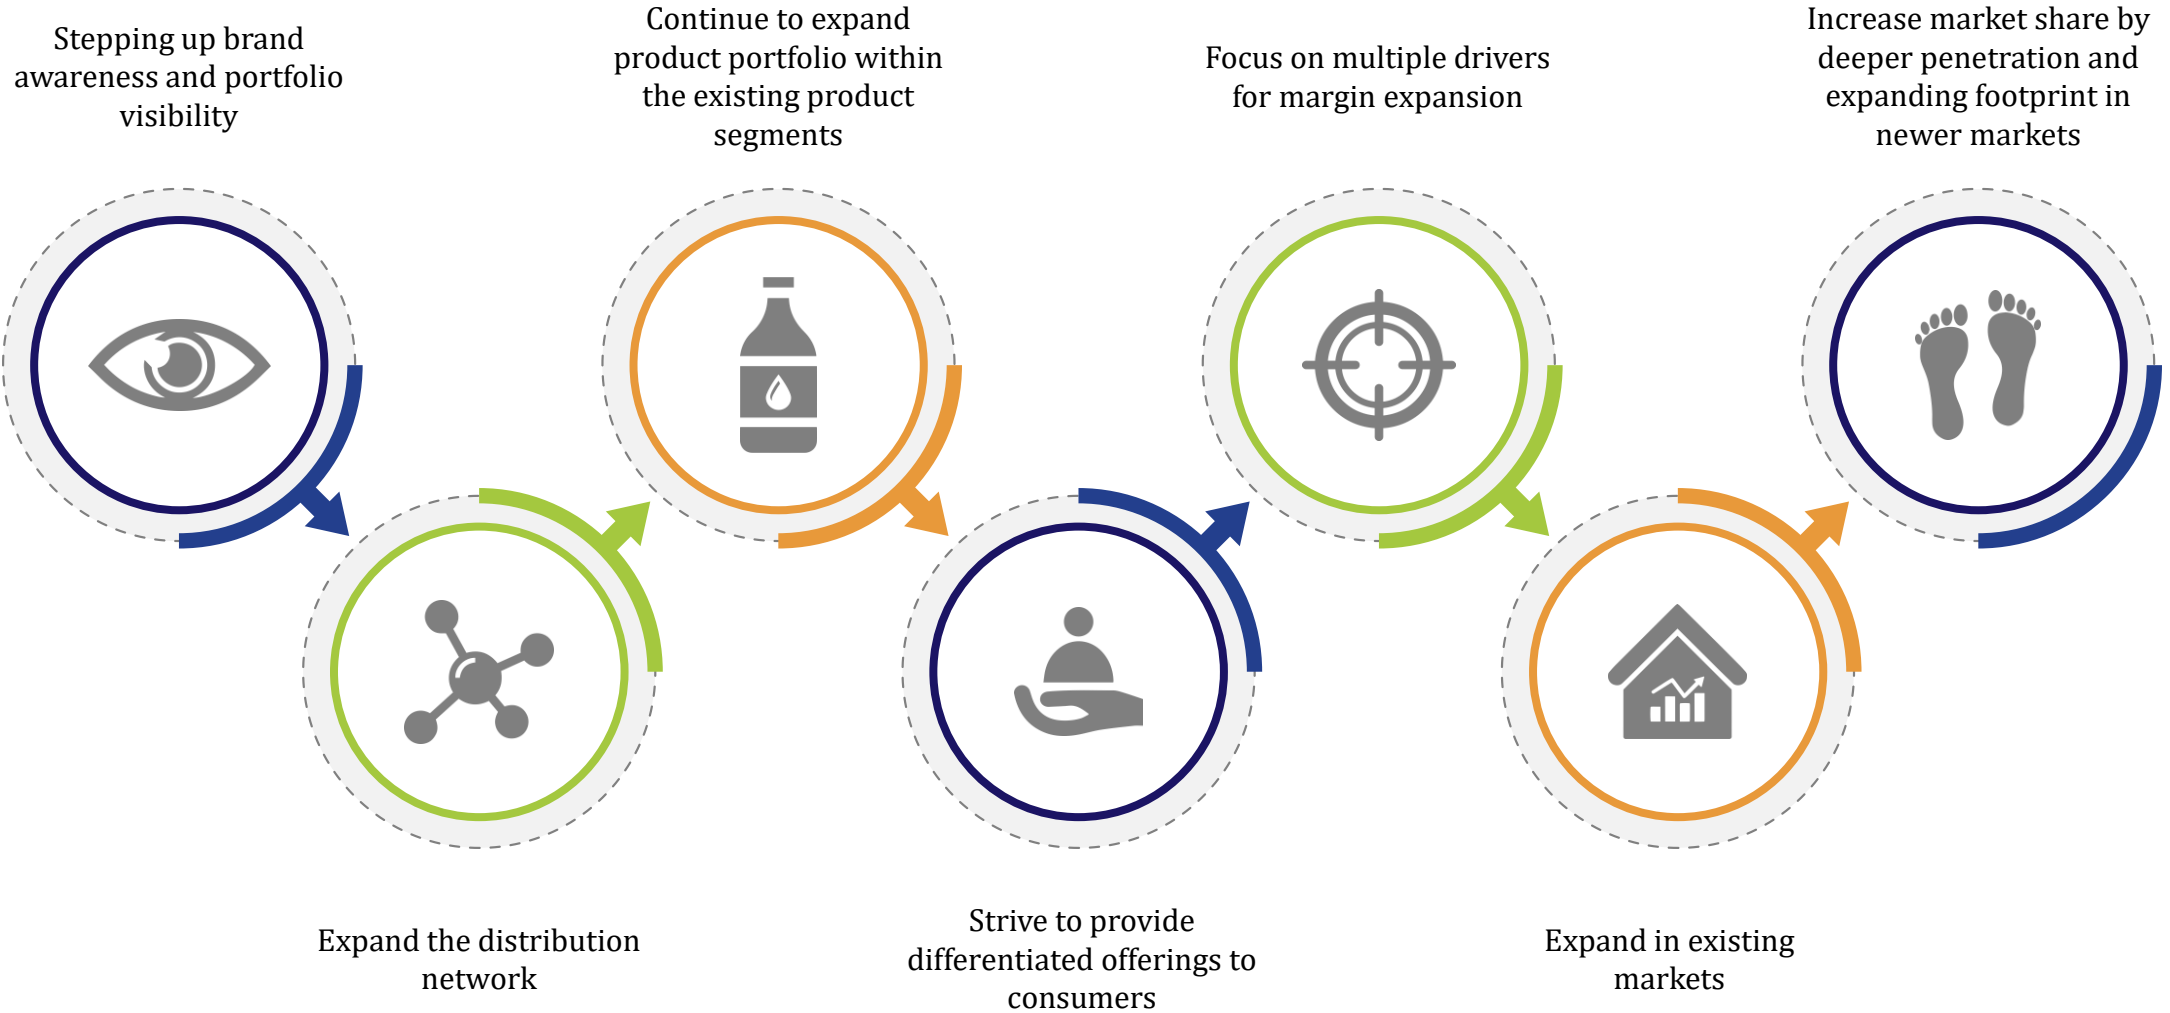 Stepping up brand
awareness and portfolio
visibility
Expand the distribution
network
Continue to expand
product portfolio within
the existing product
segments
Strive to provide
differentiated offerings to
consumers
Focus on multiple drivers
for margin expansion
Expand in existing
markets
Increase market share by
deeper penetration and
expanding footprint in
newer markets